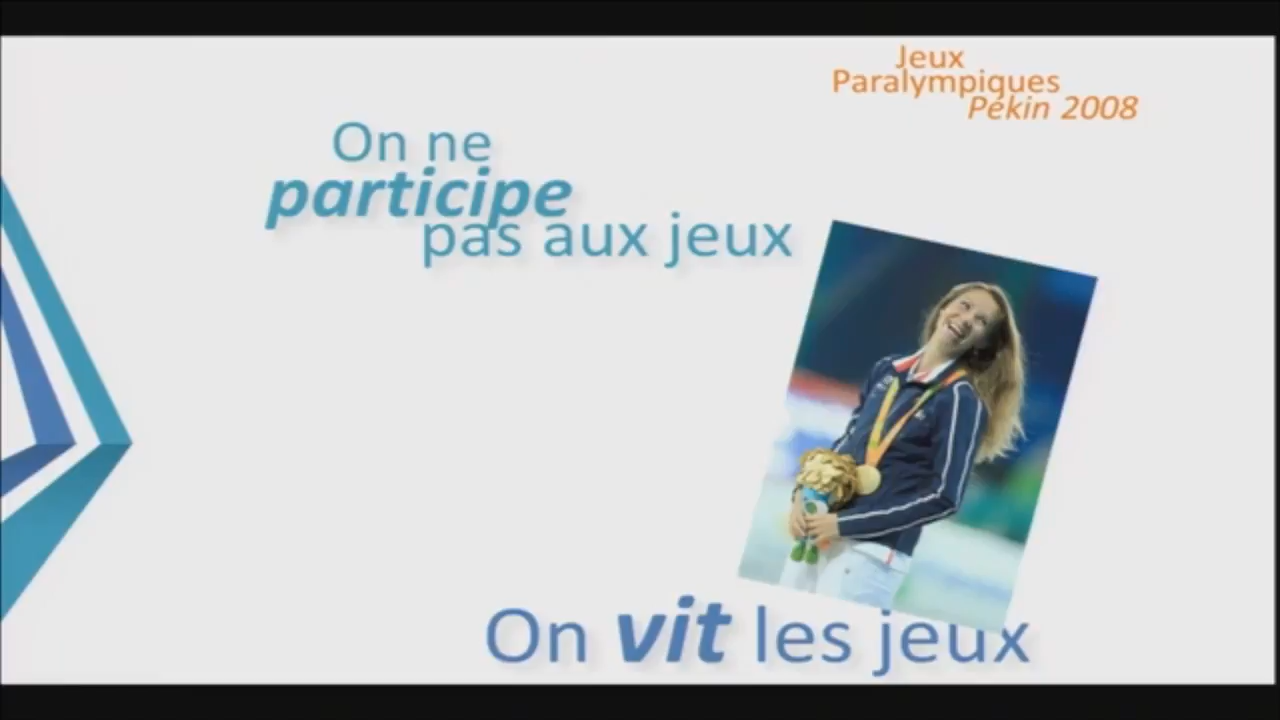 Jeux
Paralympiques
Pékin 2008
On ne
participe
pas aux jeux
On vit les jeux